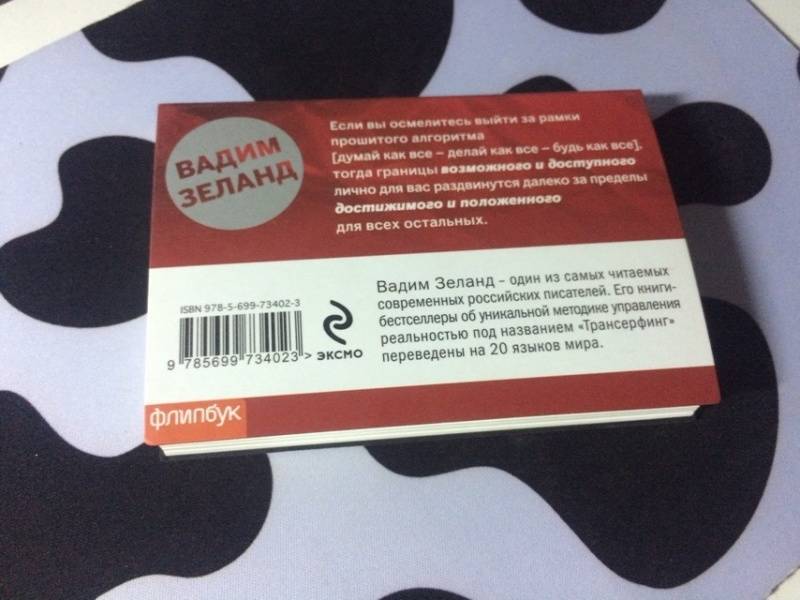 ВАДИМ
ЗЕЛАНД
Если вы осмелитесь выйти за рамки
прошитого алгоритма
[думай как все – делай как все – будь как все],
тогда границы возможного и доступного
лично для вас раздвинутся далеко за пределы
достижимого и положенного
для всех остальных.
ISBN 978-5-699-73402-3
9 785699 734023 >
ЭКСМО
Вадим Зеланд – один из самых читаемых
современных российских писателей. Его книги-
бестселлеры об уникальной методике управления
реальностью под названием «Трансерфинг»
переведены на 20 языков мира.
флипбук